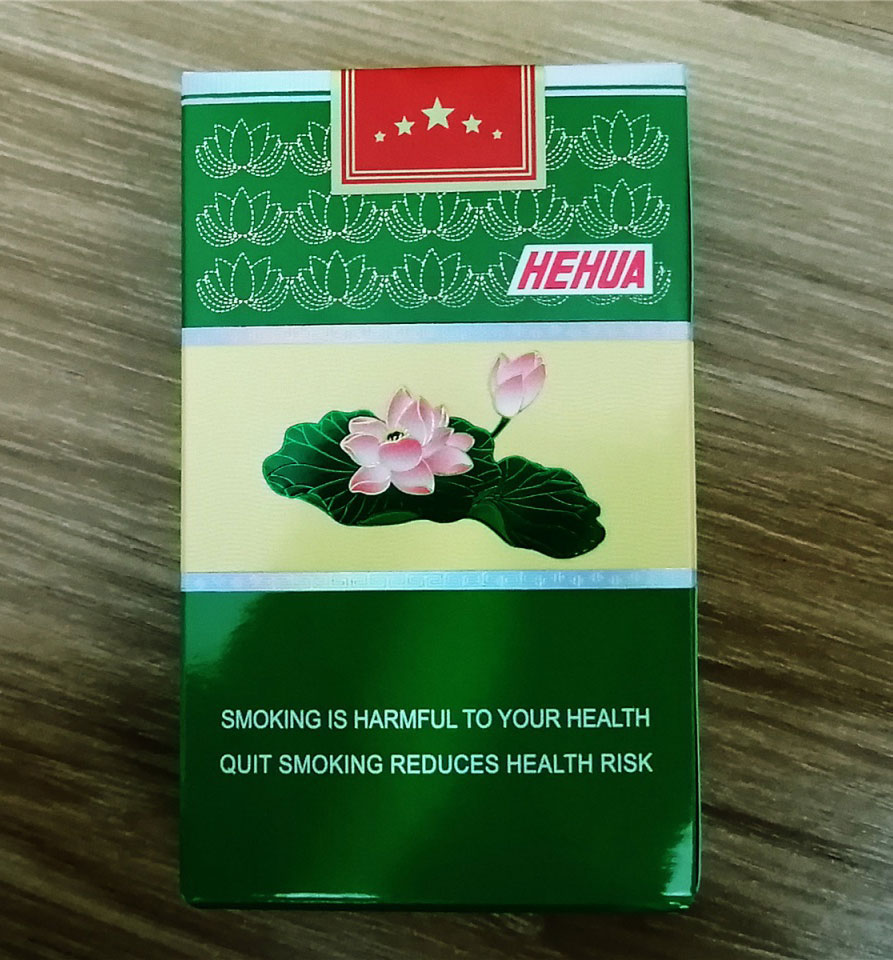 HEHUA
SMOKING IS HARMFUL TO YOUR HEALTH
QUIT SMOKING REDUCES HEALTH RISK